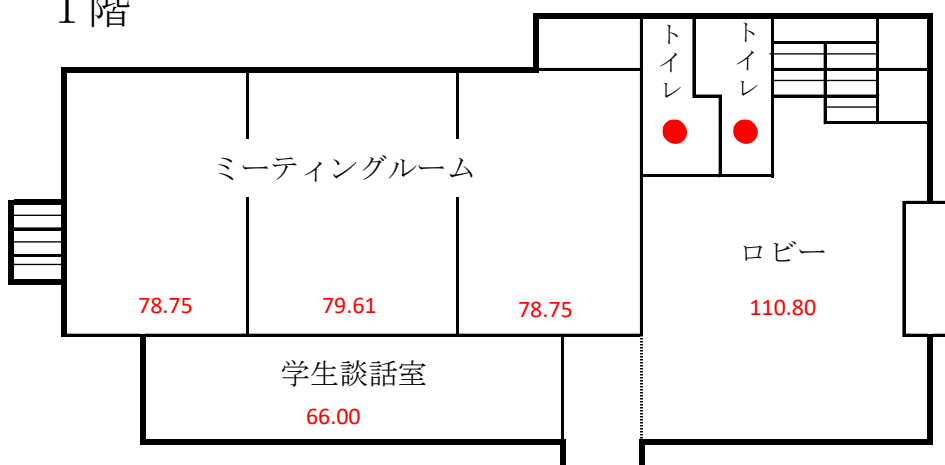 1階
トイレ
トイレ
ミーティングルーム
ロビー
78.75
79.61
78.75
110.80
学生談話室
66.00